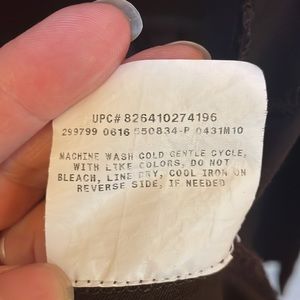 UPC# 826410274196
299799 0616 550834-P 0431M10
MACHINE WASH COLD GENTLE CYCLE,
WITH LIKE COLORS, DO NOT
BLEACH, LINE DRY, COOL IRON ON
REVERSE SIDE, IF NEEDED